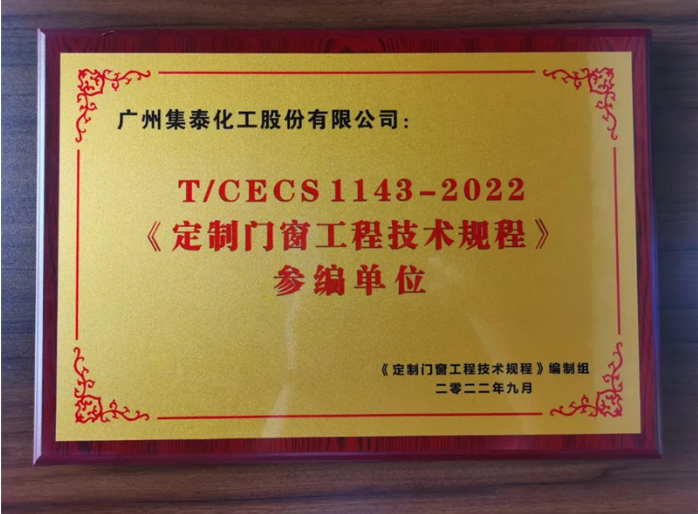 广州集泰化工股份有限公司：
T/CECS 1143-2022
《定制门窗工程技术规程》
参编单位
《定制门窗工程技术规程》编制组
二零二二年九月